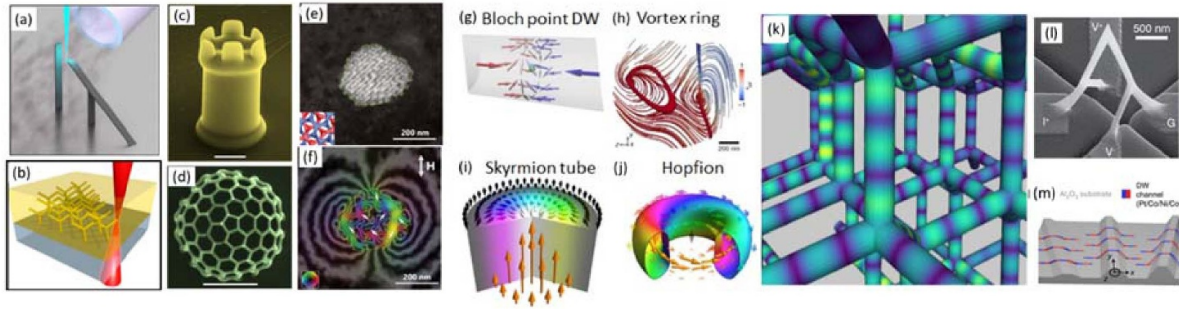 (a)
(b)
(c)
(d)
(e)
200 nm
(f)
H
200 nm
(g) Bloch point DW
(h) Vortex ring
200 nm
(i) Skyrmion tube
(j) Hopfion
(k)
(l)
500 nm
V⁺
I⁺
G
V
(m)
Al₂O₃ substrate
DW
channel
(Pt/Co/Ni/Co
y
z
x